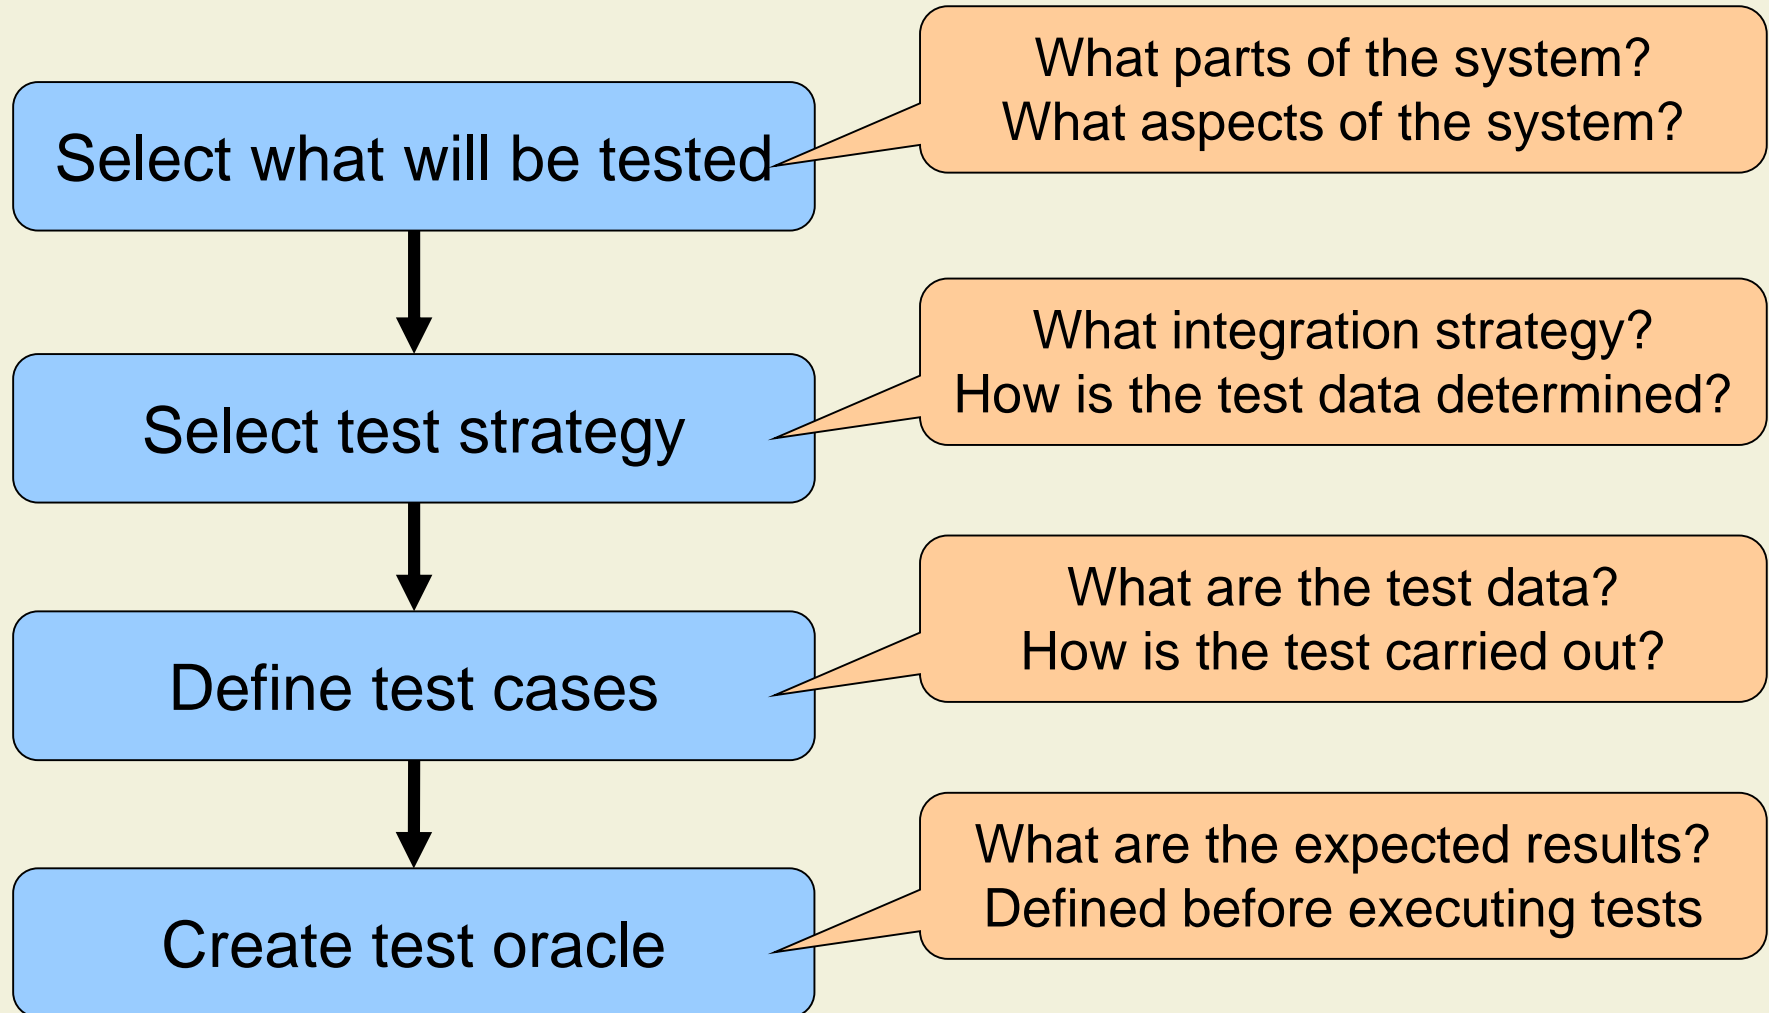 What parts of the system?
What aspects of the system?
Select what will be tested
What integration strategy?
How is the test data determined?
Select test strategy
What are the test data?
How is the test carried out?
Define test cases
What are the expected results?
Defined before executing tests
Create test oracle